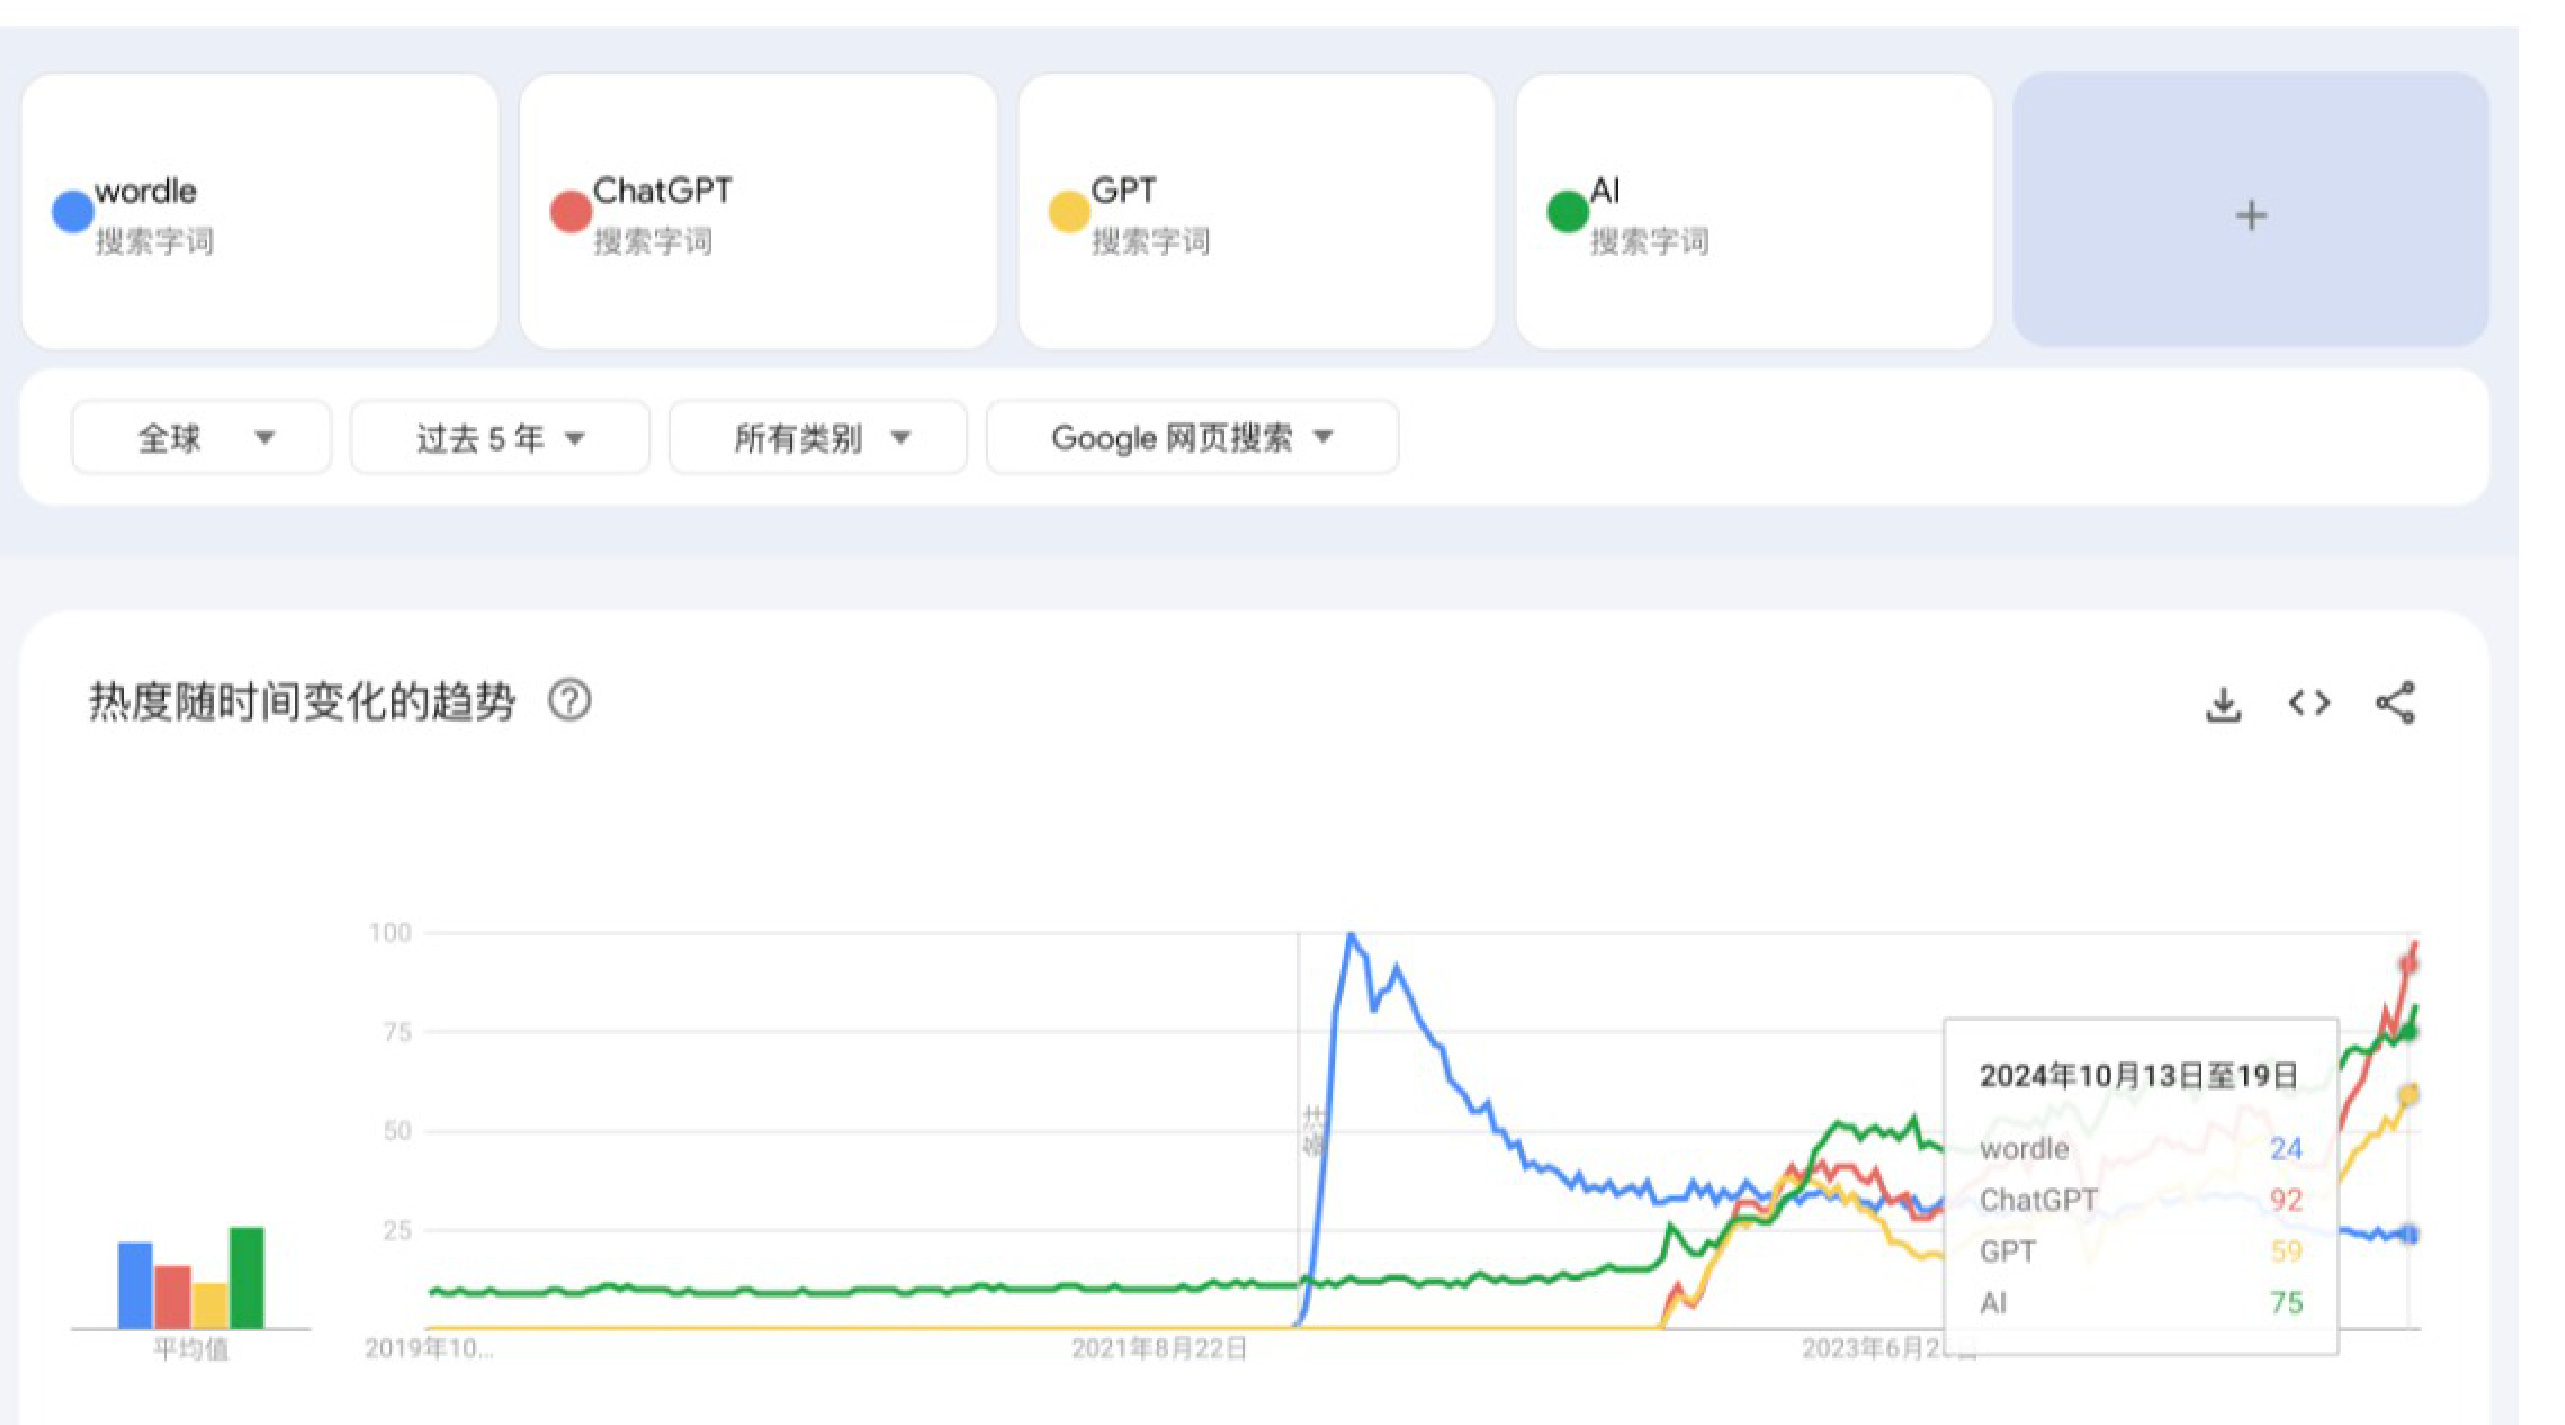 wordle
搜索字词
ChatGPT
搜索字词
GPT
搜索字词
AI
搜索字词
+
全球
过去 5 年
所有类别
Google 网页搜索
热度随时间变化的趋势
100
75
50
25
平均值
2019年10...
2021年8月22日
2023年6月2
2024年10月13日至19日
wordle 24
ChatGPT 92
GPT 59
AI 75